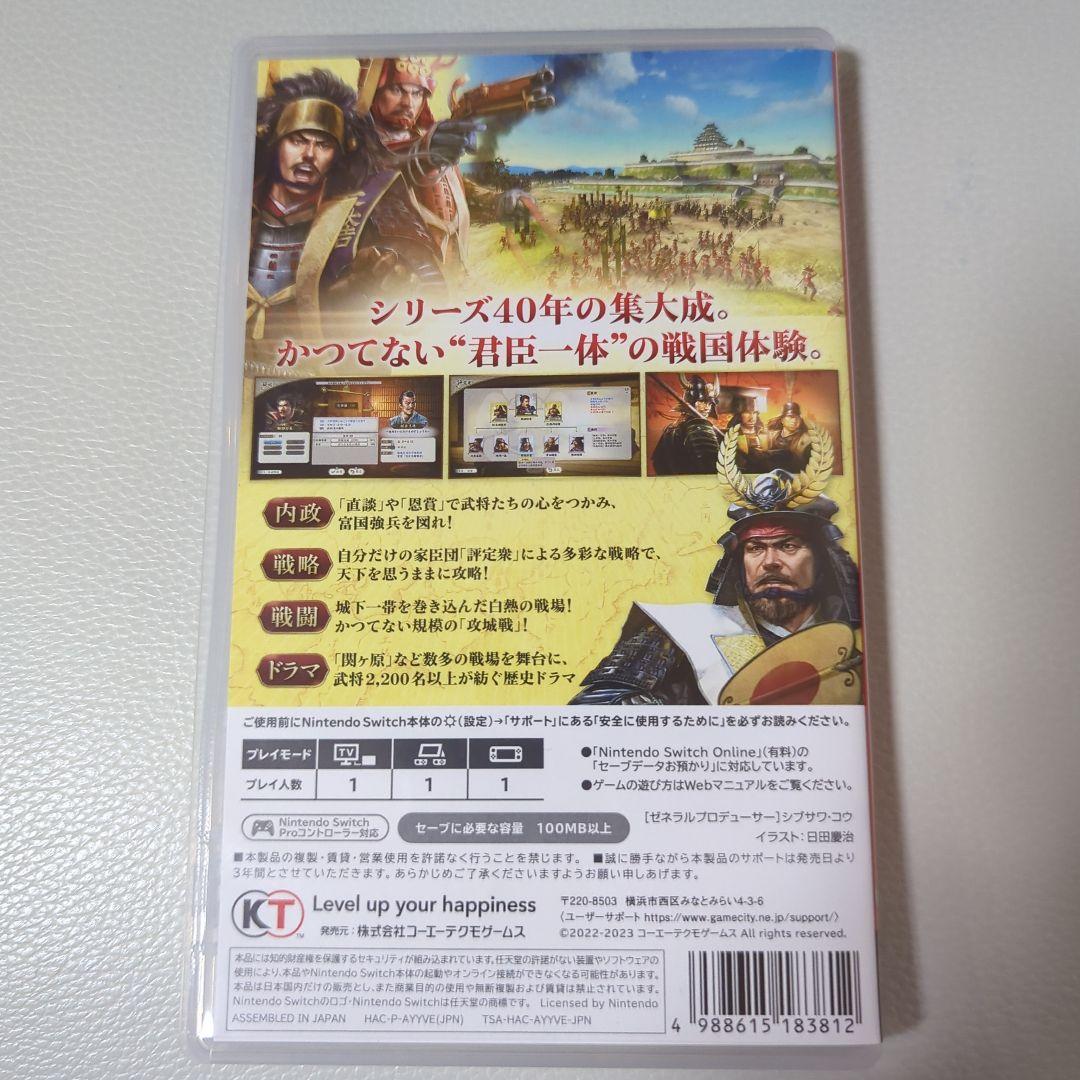 シリーズ40年の集大成。
かつてない“君臣一体”の戦国体験。
内政
「直談」や「恩賞」で武将たちの心をつかみ、
富国強兵を図れ!
戦略
自分だけの家臣団「評定衆」による多彩な戦略で、
天下を思うままに攻略!
戦闘
城下一帯を巻き込んだ白熱の戦場!
かつてない規模の「攻城戦」!
ドラマ
「関ヶ原」など数多の戦場を舞台に、
武将2,200名以上が紡ぐ歴史ドラマ
ご使用前にNintendo Switch本体の(設定)→「サポート」にある「安全に使用するために」を必ずお読みください。
プレイモード TV
プレイ人数 1 1 1
●「Nintendo Switch Online」(有料)の
「セーブデータお預かり」に対応しています。
●ゲームの遊び方はWebマニュアルをご覧ください。
Nintendo Switch
Proコントローラー対応
セーブに必要な容量 100MB以上
[ゼネラルプロデューサー]シブサワ・コウ
イラスト:日田慶治
■本製品の複製・賃貸・営業使用を許諾なく行うことを禁じます。 ■誠に勝手ながら本製品のサポートは発売日より
3年間とさせていただきます。あらかじめご了承くださいますようお願い申しあげます。
KT
TM
Level up your happiness
発売元:株式会社コーエーテクモゲームス
〒220-8503 横浜市西区みなとみらい4-3-6
〈ユーザーサポート https://www.gamecity.ne.jp/support/〉
©2022-2023 コーエーテクモゲームス All rights reserved.
本品には知的財産権を保護するセキュリティが組み込まれています。任天堂の許諾がない装置やソフトウェアの
使用により、本品やNintendo Switch本体の起動やオンライン接続ができなくなる可能性があります。
本品は日本国内だけの販売とし、また商業目的の使用や無断複製および賃貸は禁止します。
Nintendo Switchのロゴ・Nintendo Switchは任天堂の商標です。 Licensed by Nintendo
ASSEMBLED IN JAPAN HAC-P-AYYVE(JPN) TSA-HAC-AYYVE-JPN
4 988615 183812